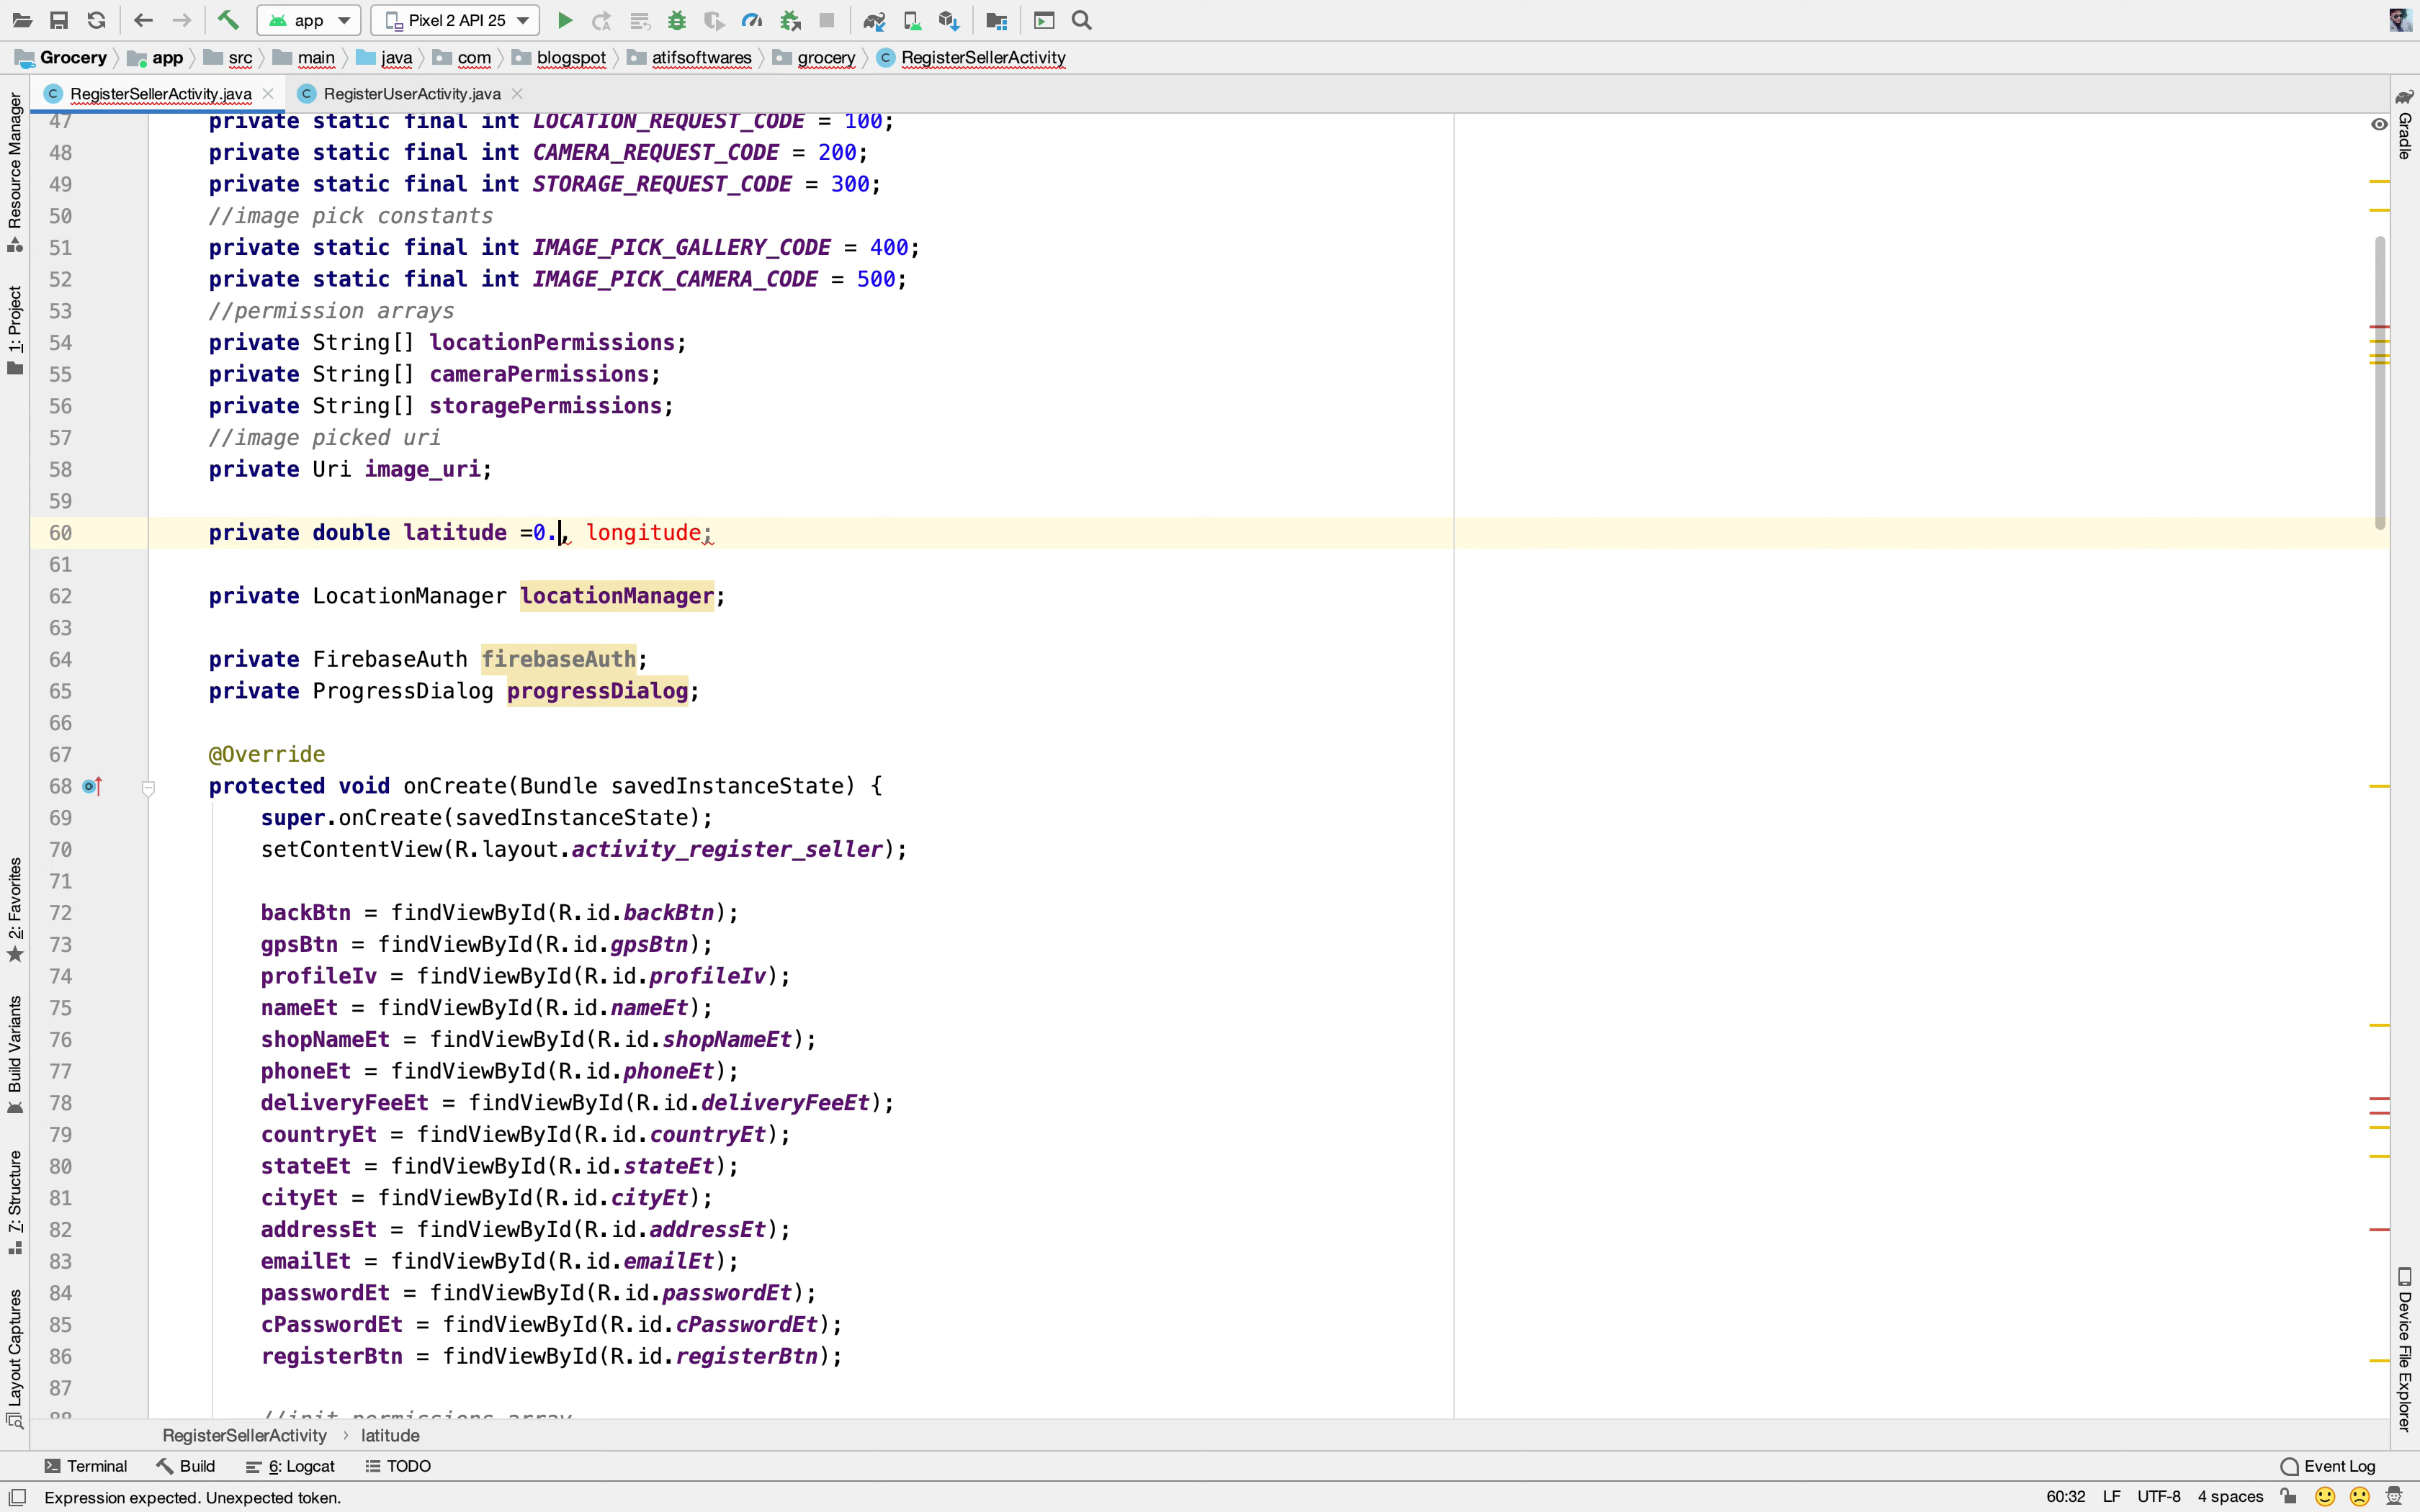 app
Pixel 2 API 25
Grocery app src main java com blogspot atifsoftwares grocery RegisterSellerActivity
RegisterSellerActivity.java RegisterUserActivity.java
47 private static final int LOCATION_REQUEST_CODE = 100;
48 private static final int CAMERA_REQUEST_CODE = 200;
49 private static final int STORAGE_REQUEST_CODE = 300;
50 //image pick constants
51 private static final int IMAGE_PICK_GALLERY_CODE = 400;
52 private static final int IMAGE_PICK_CAMERA_CODE = 500;
53 //permission arrays
54 private String[] locationPermissions;
55 private String[] cameraPermissions;
56 private String[] storagePermissions;
57 //image picked uri
58 private Uri image_uri;
59
60 private double latitude =0., longitude;
61
62 private LocationManager locationManager;
63
64 private FirebaseAuth firebaseAuth;
65 private ProgressDialog progressDialog;
66
67 @Override
68 protected void onCreate(Bundle savedInstanceState) {
69 super.onCreate(savedInstanceState);
70 setContentView(R.layout.activity_register_seller);
71
72 backBtn = findViewById(R.id.backBtn);
73 gpsBtn = findViewById(R.id.gpsBtn);
74 profileIv = findViewById(R.id.profileIv);
75 nameEt = findViewById(R.id.nameEt);
76 shopNameEt = findViewById(R.id.shopNameEt);
77 phoneEt = findViewById(R.id.phoneEt);
78 deliveryFeeEt = findViewById(R.id.deliveryFeeEt);
79 countryEt = findViewById(R.id.countryEt);
80 stateEt = findViewById(R.id.stateEt);
81 cityEt = findViewById(R.id.cityEt);
82 addressEt = findViewById(R.id.addressEt);
83 emailEt = findViewById(R.id.emailEt);
84 passwordEt = findViewById(R.id.passwordEt);
85 cPasswordEt = findViewById(R.id.cPasswordEt);
86 registerBtn = findViewById(R.id.registerBtn);
87
88 //init permissions array
Resource Manager
1: Project
2: Favorites
Build Variants
7: Structure
Layout Captures
Gradle
Device File Explorer
RegisterSellerActivity › latitude
Terminal Build 6: Logcat TODO Event Log
Expression expected. Unexpected token. 60:32 LF UTF-8 4 spaces